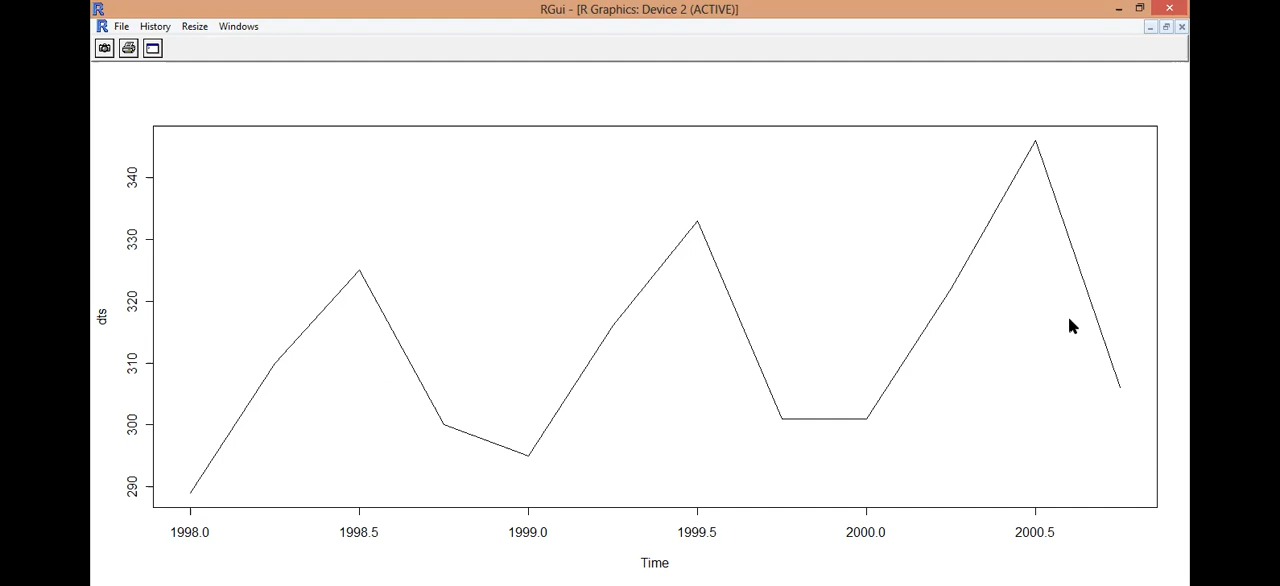 RGui - [R Graphics: Device 2 (ACTIVE)]
File History Resize Windows
340
330
320
310
300
290
dts
1998.0 1998.5 1999.0 1999.5 2000.0 2000.5
Time